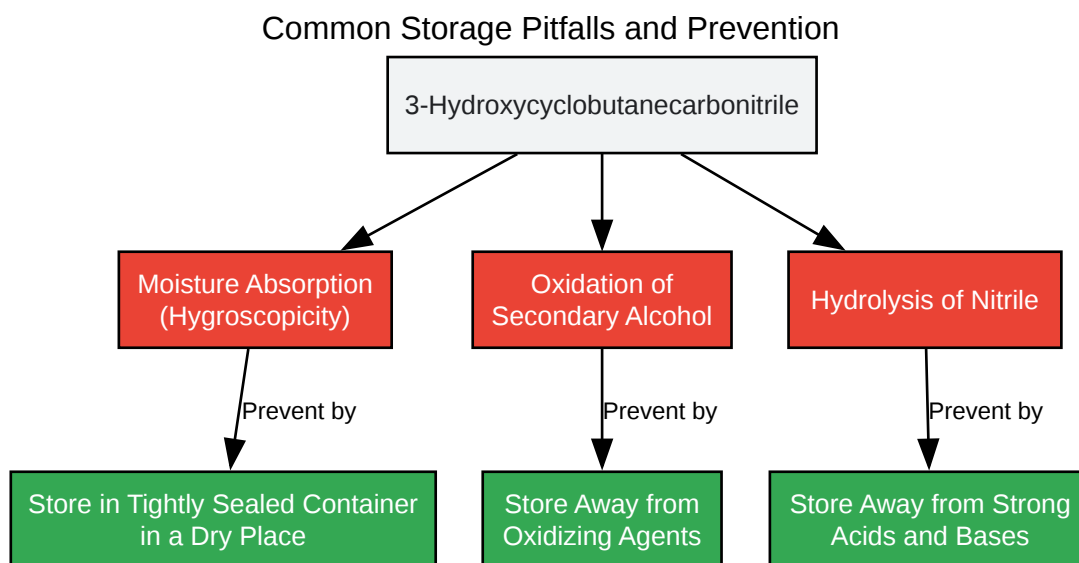 Common Storage Pitfalls and Prevention
3-Hydroxycyclobutanecarbonitrile
Moisture Absorption
(Hygroscopicity)
Oxidation of
Secondary Alcohol
Hydrolysis of Nitrile
Prevent by
Prevent by
Prevent by
Store in Tightly Sealed Container
in a Dry Place
Store Away from
Oxidizing Agents
Store Away from Strong
Acids and Bases